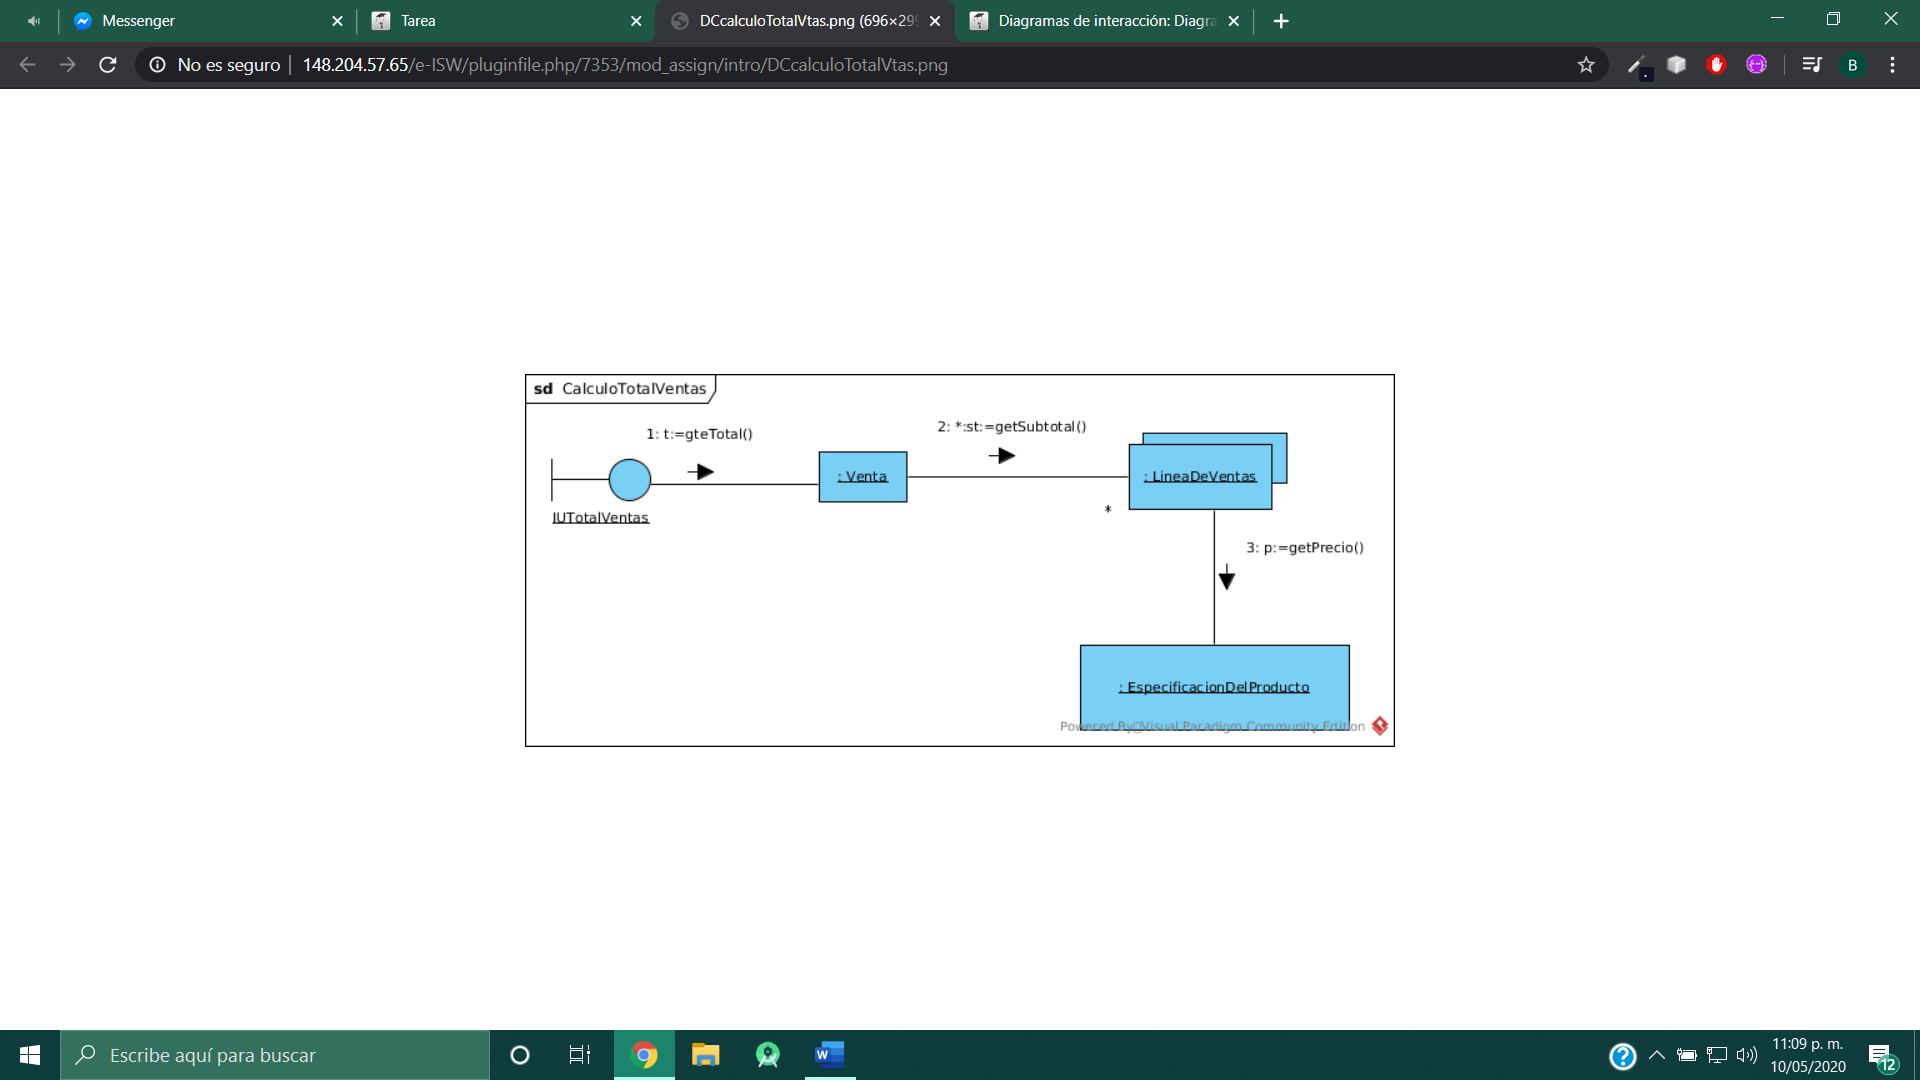 Messenger
Tarea
DCcalculoTotalVtas.png (696×299
Diagramas de interacción: Diagra
No es seguro
148.204.57.65/e-ISW/pluginfile.php/7353/mod_assign/intro/DCcalculoTotalVtas.png
B
sd CalculoTotalVentas
1: t:=gteTotal()
2: *:st:=getSubtotal()
: Venta
: LineaDeVentas
IUTotalVentas
*
3: p:=getPrecio()
: EspecificacionDelProducto
Powered By□Visual Paradigm Community Edition
Escribe aquí para buscar
W
?
11:09 p. m.
10/05/2020
12